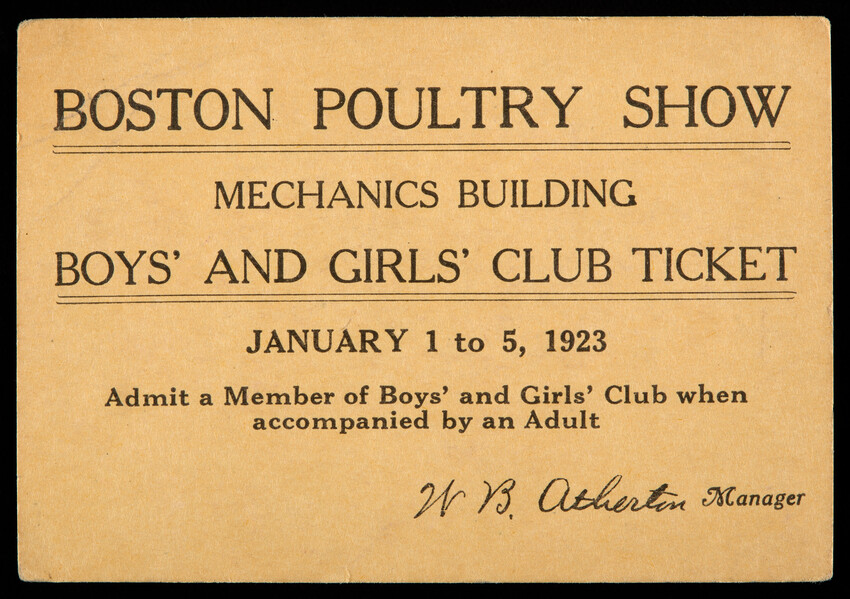 BOSTON POULTRY SHOW
MECHANICS BUILDING
BOYS' AND GIRLS' CLUB TICKET
JANUARY 1 to 5, 1923
Admit a Member of Boys' and Girls' Club when
accompanied by an Adult
W B. Atherton Manager